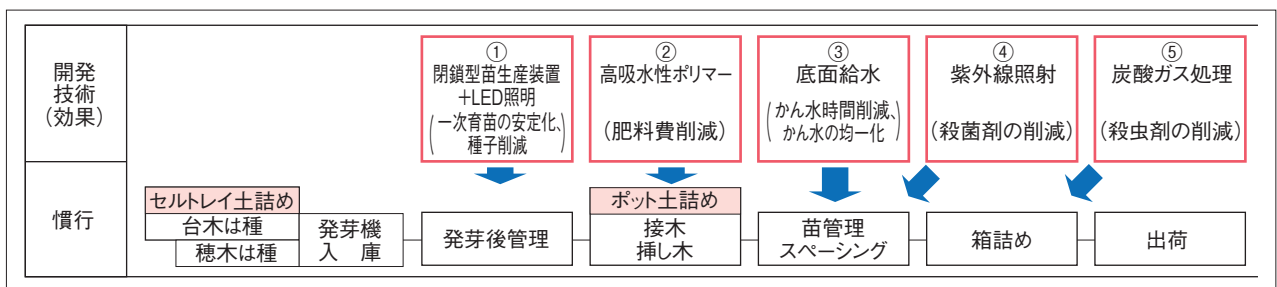 開発
技術
(効果)
①
閉鎖型苗生産装置
+LED照明
(一次育苗の安定化、
種子削減)
②
高吸水性ポリマー
(肥料費削減)
③
底面給水
(かん水時間削減、
かん水の均一化)
④
紫外線照射
(殺菌剤の削減)
⑤
炭酸ガス処理
(殺虫剤の削減)
慣行
セルトレイ土詰め
台木は種
穂木は種
発芽機
入 庫
発芽後管理
ポット土詰め
接木
挿し木
苗管理
スペーシング
箱詰め
出荷